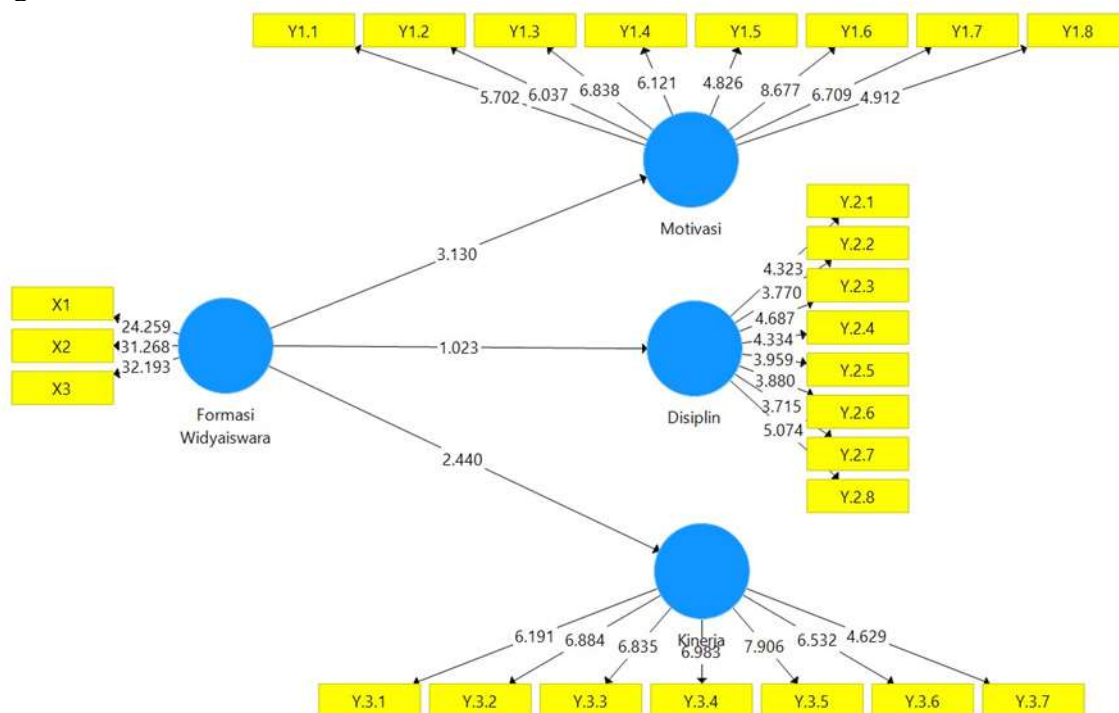 Y1.1 Y1.2 Y1.3 Y1.4 Y1.5 Y1.6 Y1.7 Y1.8
5.702 6.037 6.838 6.121 4.826 8.677 6.709 4.912
Motivasi
3.130
Y.2.1
Y.2.2
Y.2.3
Y.2.4
Y.2.5
Y.2.6
Y.2.7
Y.2.8
4.323
3.770
4.687
4.334
3.959
3.880
3.715
5.074
Disiplin
1.023
X1
X2
X3
24.259
31.268
32.193
Formasi
Widyaiswara
2.440
Kinerja
6.191 6.884 6.835 6.983 7.906 6.532 4.629
Y.3.1 Y.3.2 Y.3.3 Y.3.4 Y.3.5 Y.3.6 Y.3.7